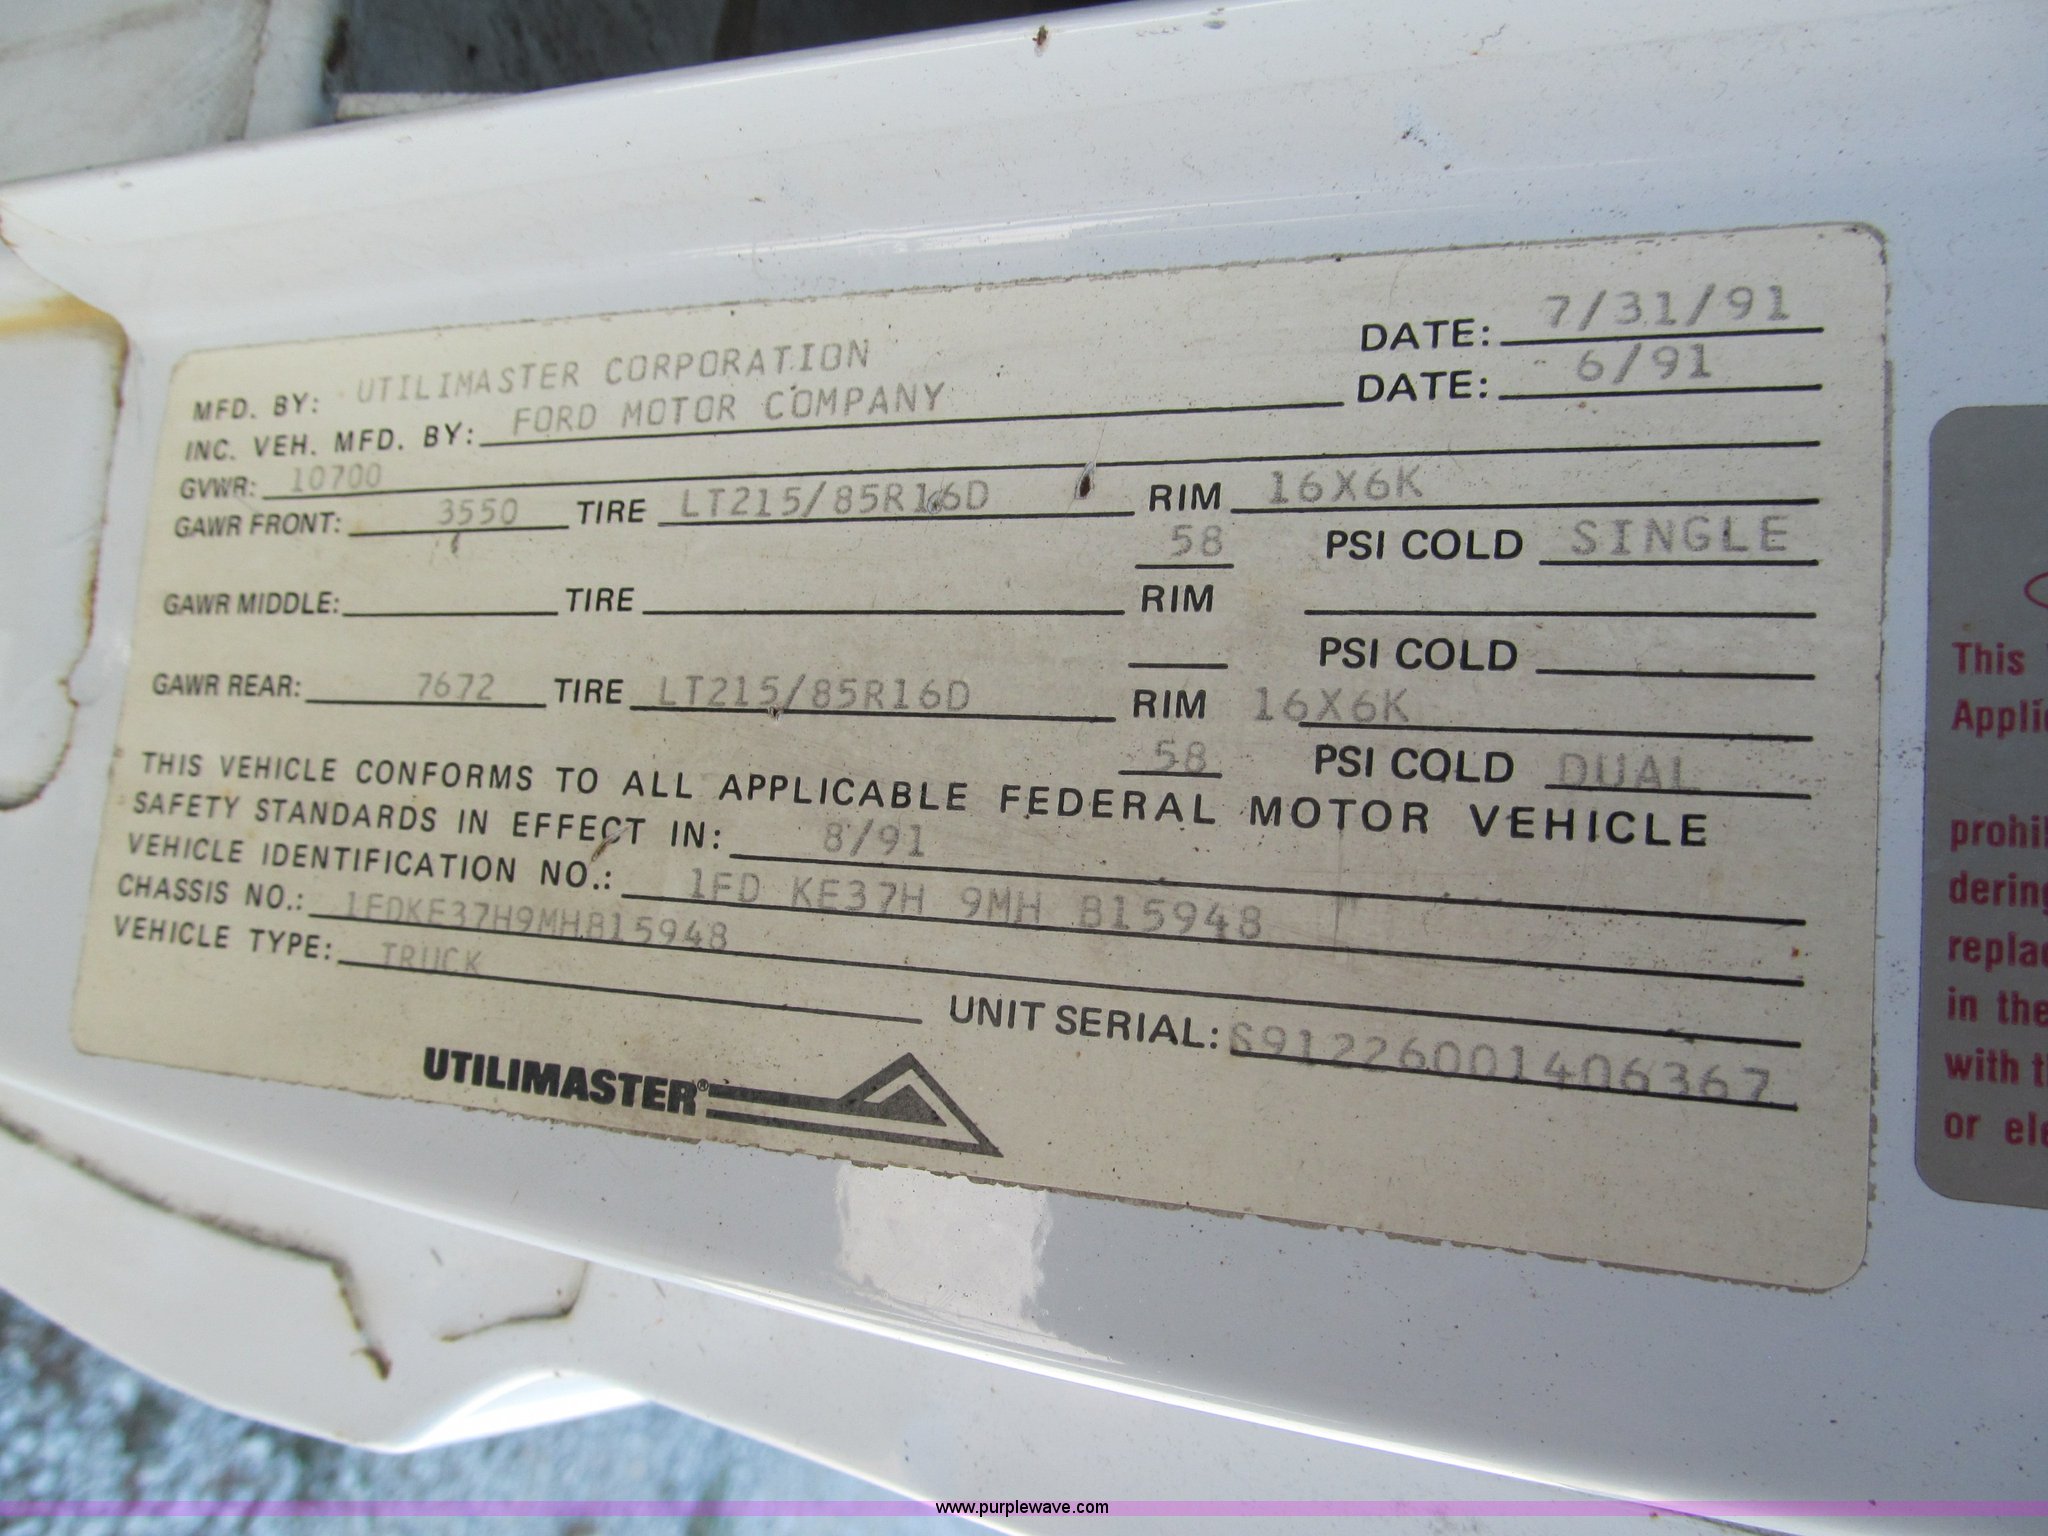 MFD. BY: UTILIMASTER CORPORATION DATE: 7/31/91
INC. VEH. MFD. BY: FORD MOTOR COMPANY DATE: 6/91
GVWR: 10700
GAWR FRONT: 3550 TIRE LT215/85R16D RIM 16X6K
58 PSI COLD SINGLE
GAWR MIDDLE: TIRE RIM
PSI COLD
GAWR REAR: 7672 TIRE LT215/85R16D RIM 16X6K
58 PSI COLD DUAL
THIS VEHICLE CONFORMS TO ALL APPLICABLE FEDERAL MOTOR VEHICLE
SAFETY STANDARDS IN EFFECT IN: 8/91
VEHICLE IDENTIFICATION NO.: 1FD KE37H 9MH B15948
CHASSIS NO.: 1FDKE37H9MHB15948
VEHICLE TYPE: TRUCK
UNIT SERIAL: S91226001406367
UTILIMASTER®
This
prohi
dering
in the
with t
or ele
www.purplewave.com